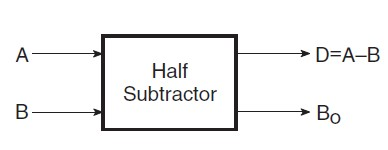 A
Half
Subtractor
D=A–B
B
Bo